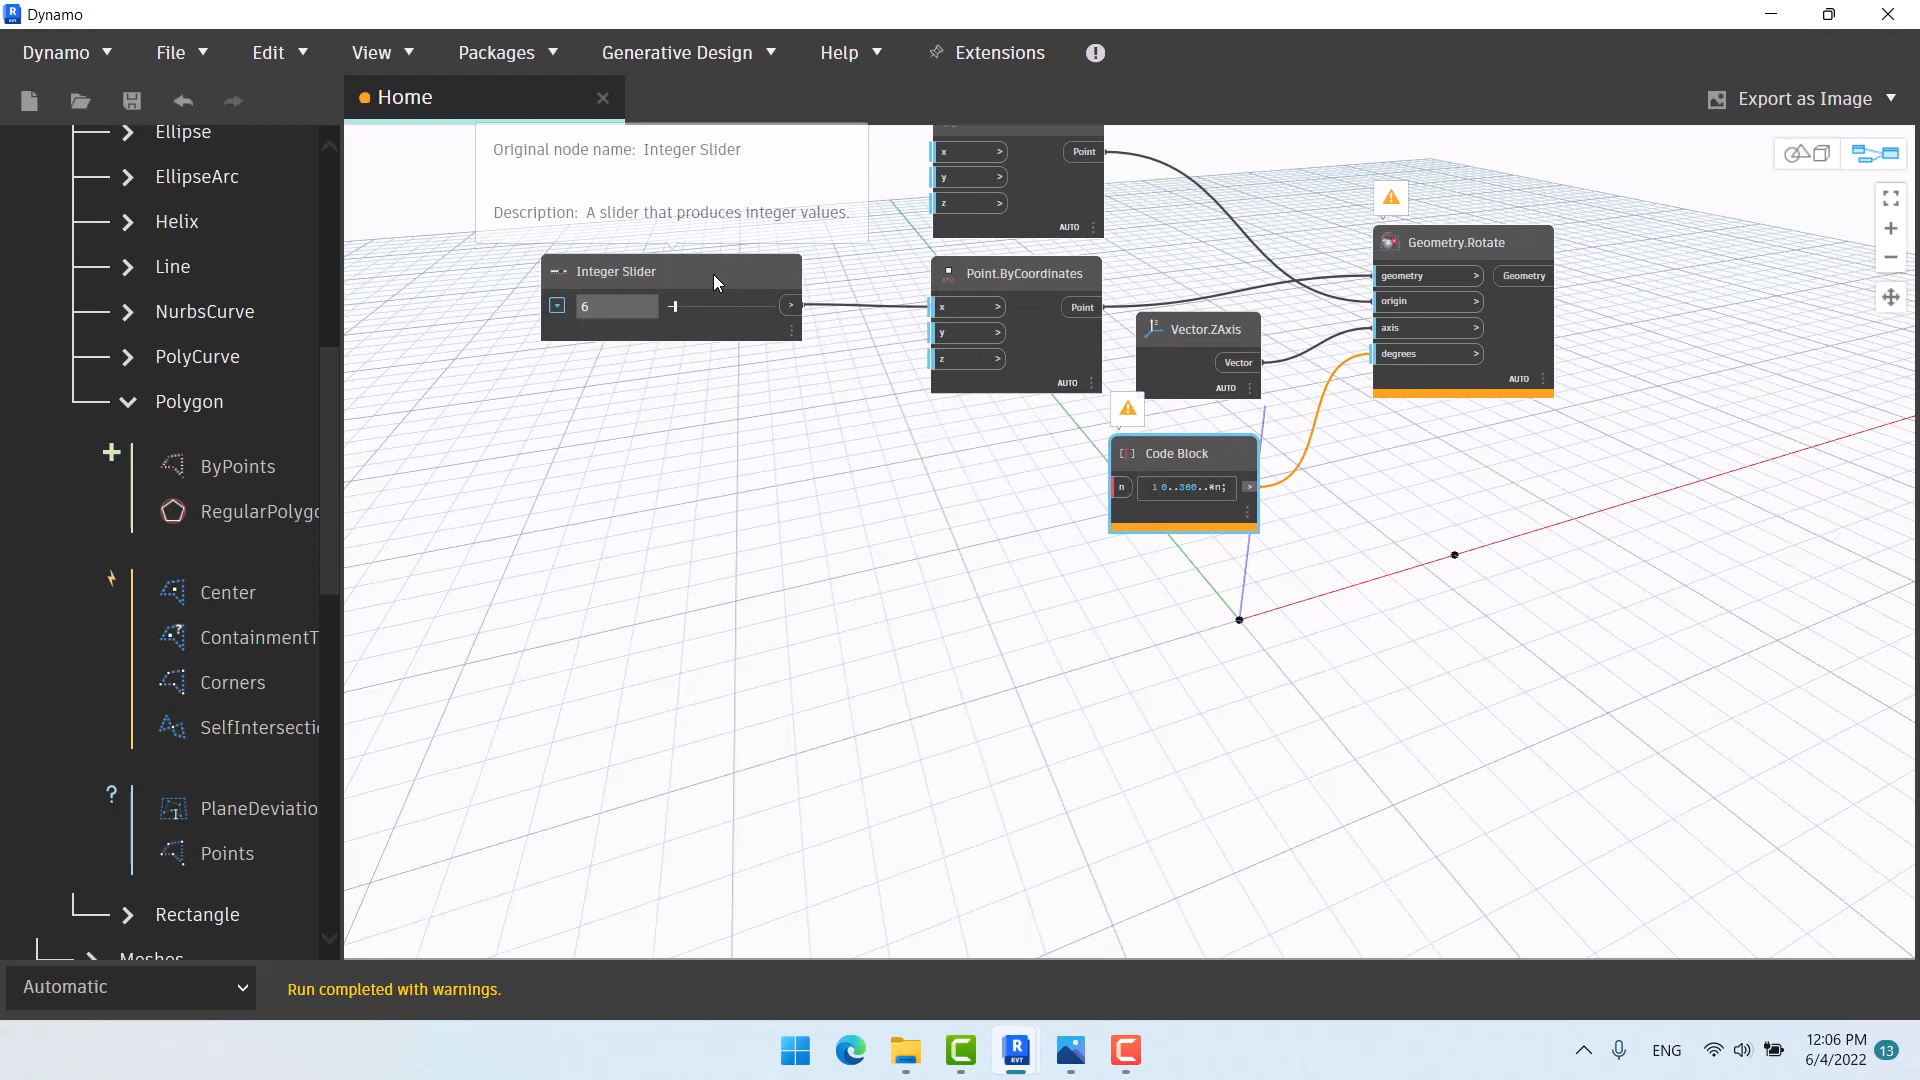 Dynamo
Dynamo File Edit View Packages Generative Design Help Extensions
Home
Export as Image
Ellipse
EllipseArc
Helix
Line
NurbsCurve
PolyCurve
Polygon
ByPoints
RegularPolygo
Center
ContainmentT
Corners
SelfIntersecti
PlaneDeviatio
Points
Rectangle
Meshes
Original node name: Integer Slider
Description: A slider that produces integer values.
Integer Slider
6
>
x > Point
y >
z >
AUTO
Point.ByCoordinates
x > Point
y >
z >
AUTO
Vector.ZAxis
Vector
AUTO
Code Block
n 1 0..360..#n; >
Geometry.Rotate
geometry > Geometry
origin >
axis >
degrees >
AUTO
Automatic
Run completed with warnings.
ENG
12:06 PM
6/4/2022
13